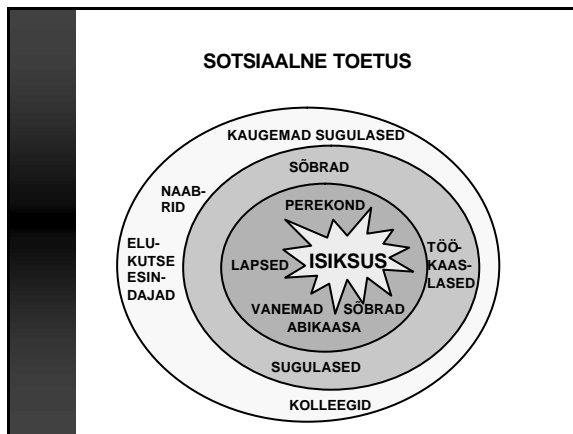 SOTSIAALNE TOETUS
KAUGEMAD SUGULASED
SÕBRAD
NAAB-
RID
PEREKOND
ELU-
KUTSE
ESIN-
DAJAD
LAPSED
ISIKSUS
TÖÖ-
KAAS-
LASED
VANEMAD SÕBRAD
ABIKAASA
SUGULASED
KOLLEEGID